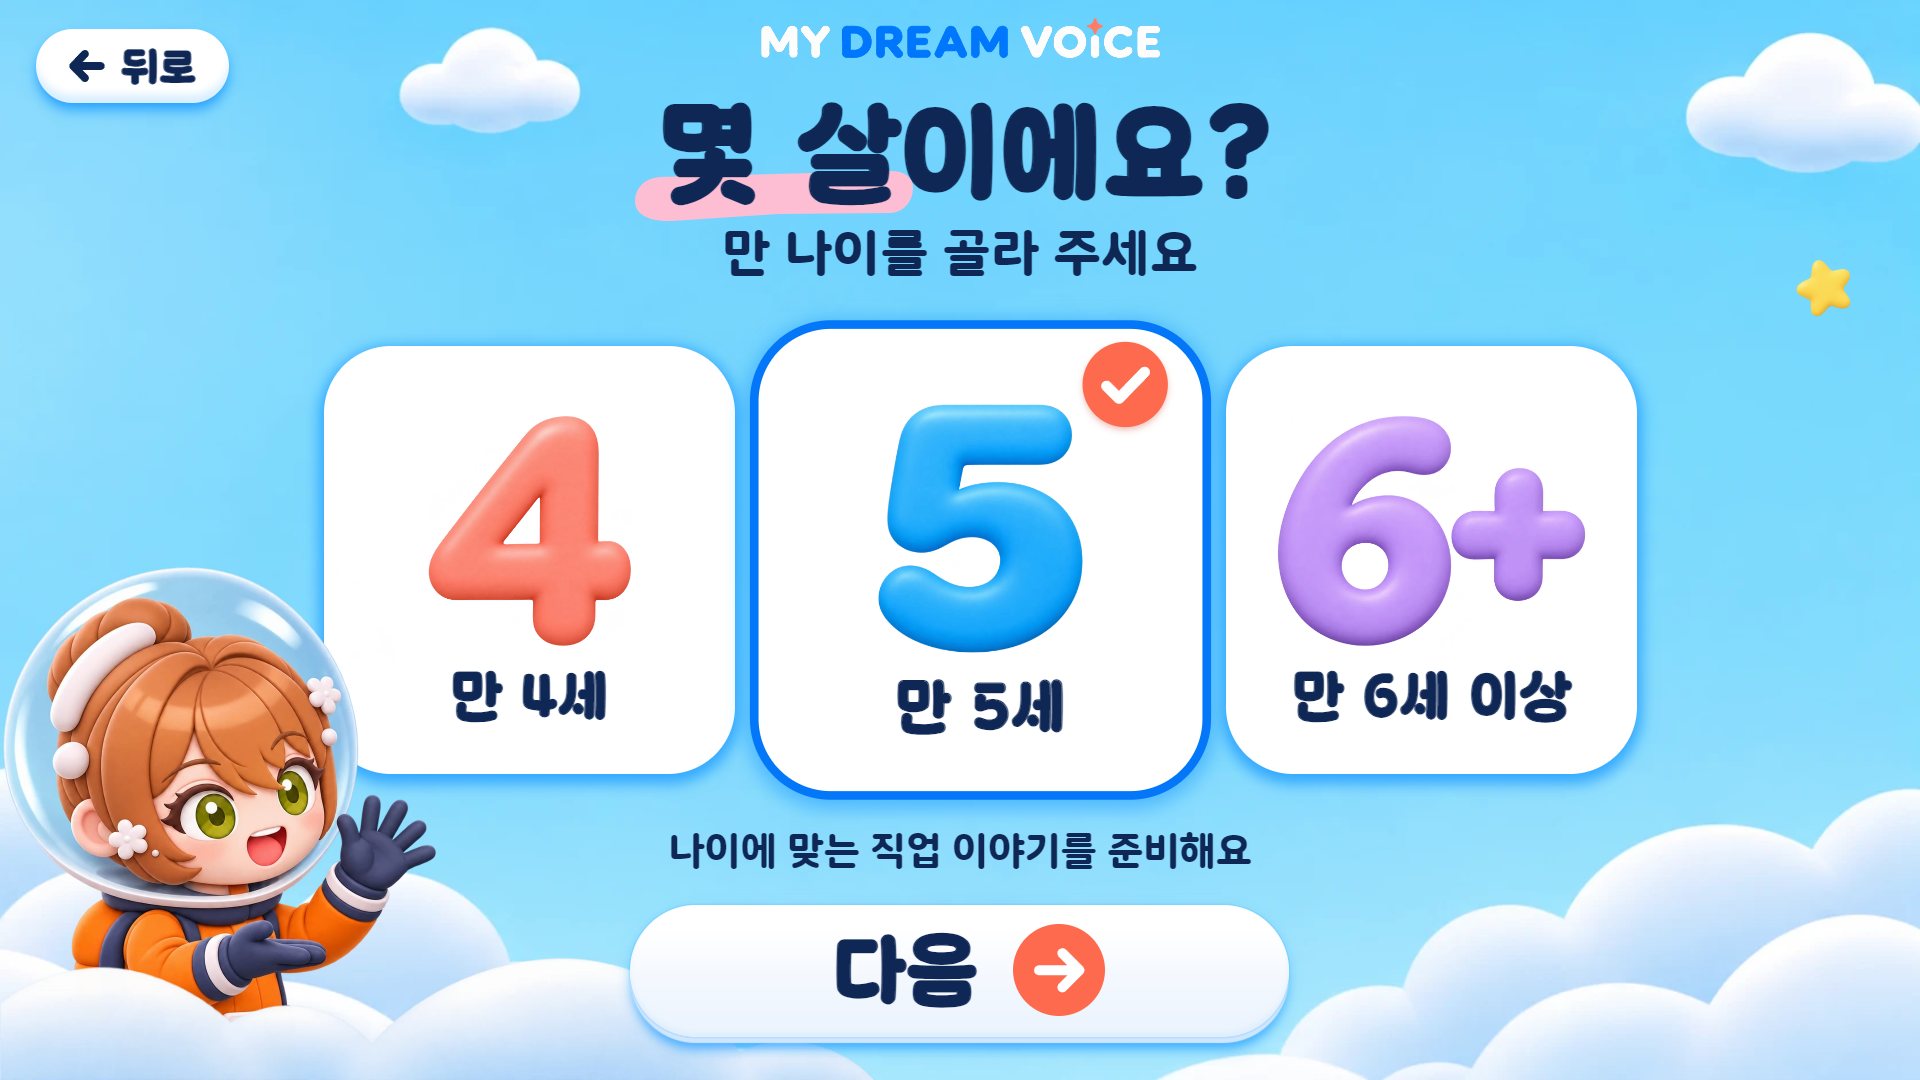 뒤로
MY DREAM VOiCE
몇 살이에요?
만 나이를 골라 주세요
4
만 4세
5
만 5세
6+
만 6세 이상
나이에 맞는 직업 이야기를 준비해요
다음